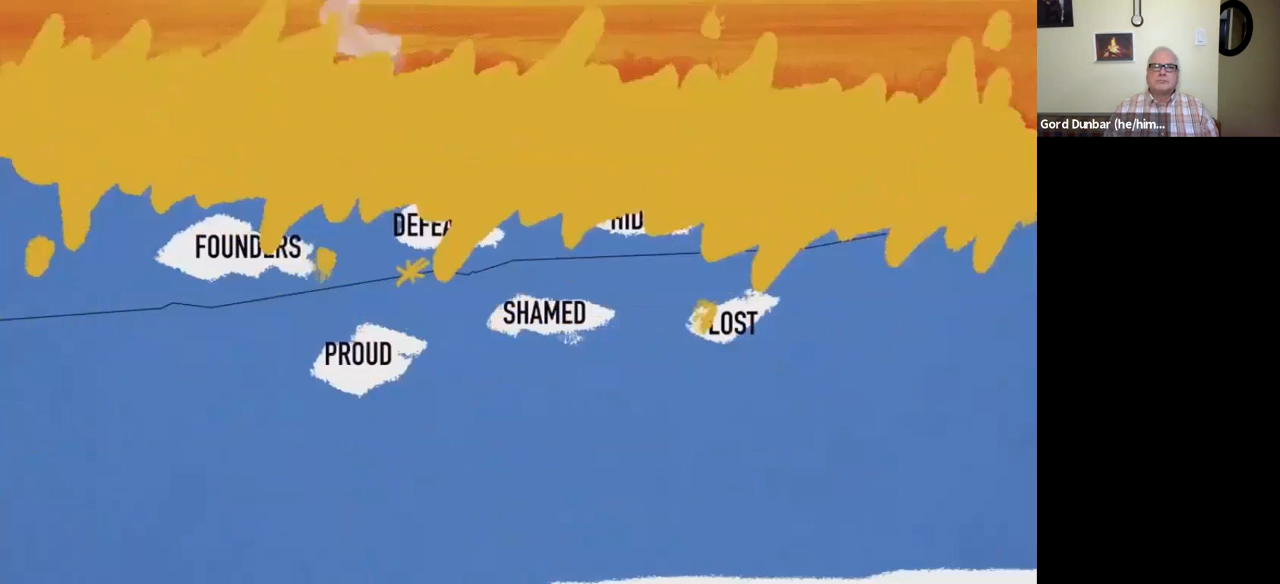 Gord Dunbar (he/him...
FOUNDERS
SHAMED
LOST
PROUD